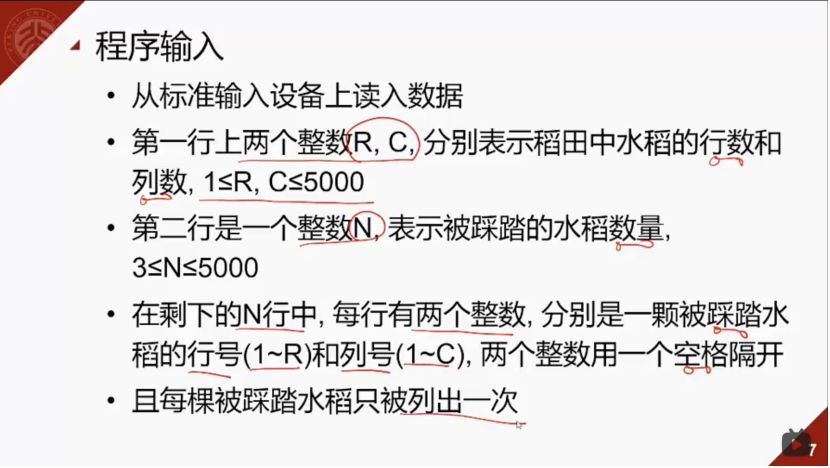 程序输入
• 从标准输入设备上读入数据
• 第一行上两个整数R, C, 分别表示稻田中水稻的行数和
列数, 1≤R, C≤5000
• 第二行是一个整数N, 表示被踩踏的水稻数量,
3≤N≤5000
• 在剩下的N行中, 每行有两个整数, 分别是一颗被踩踏水
稻的行号(1~R)和列号(1~C), 两个整数用一个空格隔开
• 且每棵被踩踏水稻只被列出一次
7